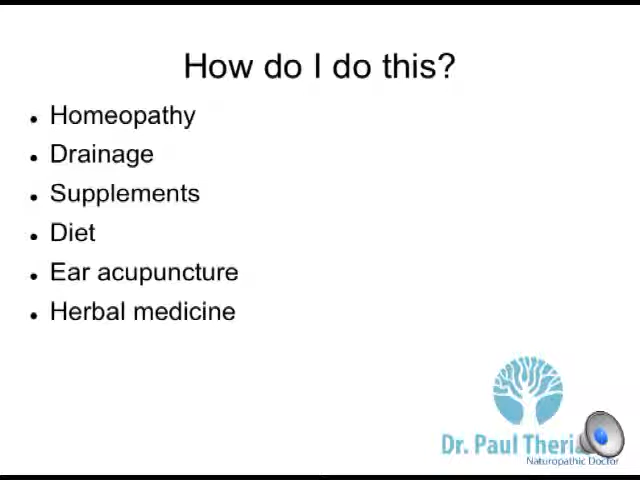 How do I do this?
Homeopathy
Drainage
Supplements
Diet
Ear acupuncture
Herbal medicine
Dr. Paul
Naturopathic Doctor